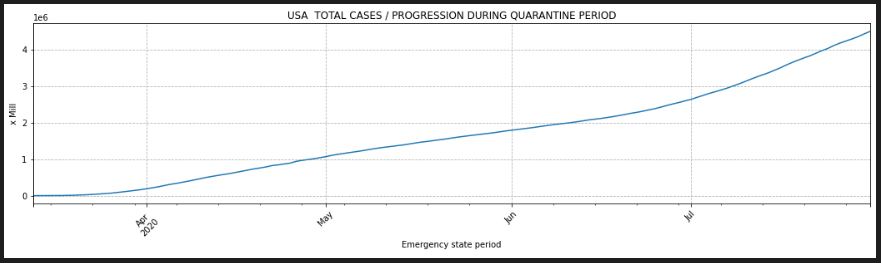 USA TOTAL CASES / PROGRESSION DURING QUARANTINE PERIOD
1e6
4
3
2
1
0
x Mill
Apr
2020
May
Jun
Jul
Emergency state period